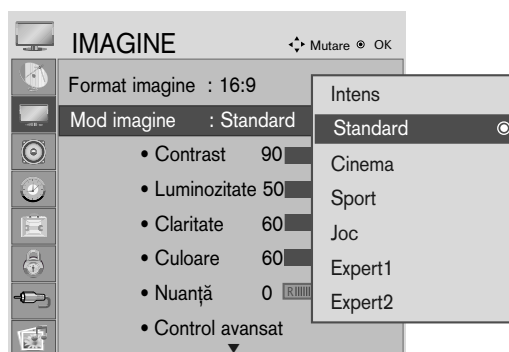 IMAGINE
Mutare OK
Format imagine : 16:9
Mod imagine : Standard
• Contrast 90
• Luminozitate 50
• Claritate 60
• Culoare 60
• Nuanță 0 R
• Control avansat
Intens
Standard
Cinema
Sport
Joc
Expert1
Expert2